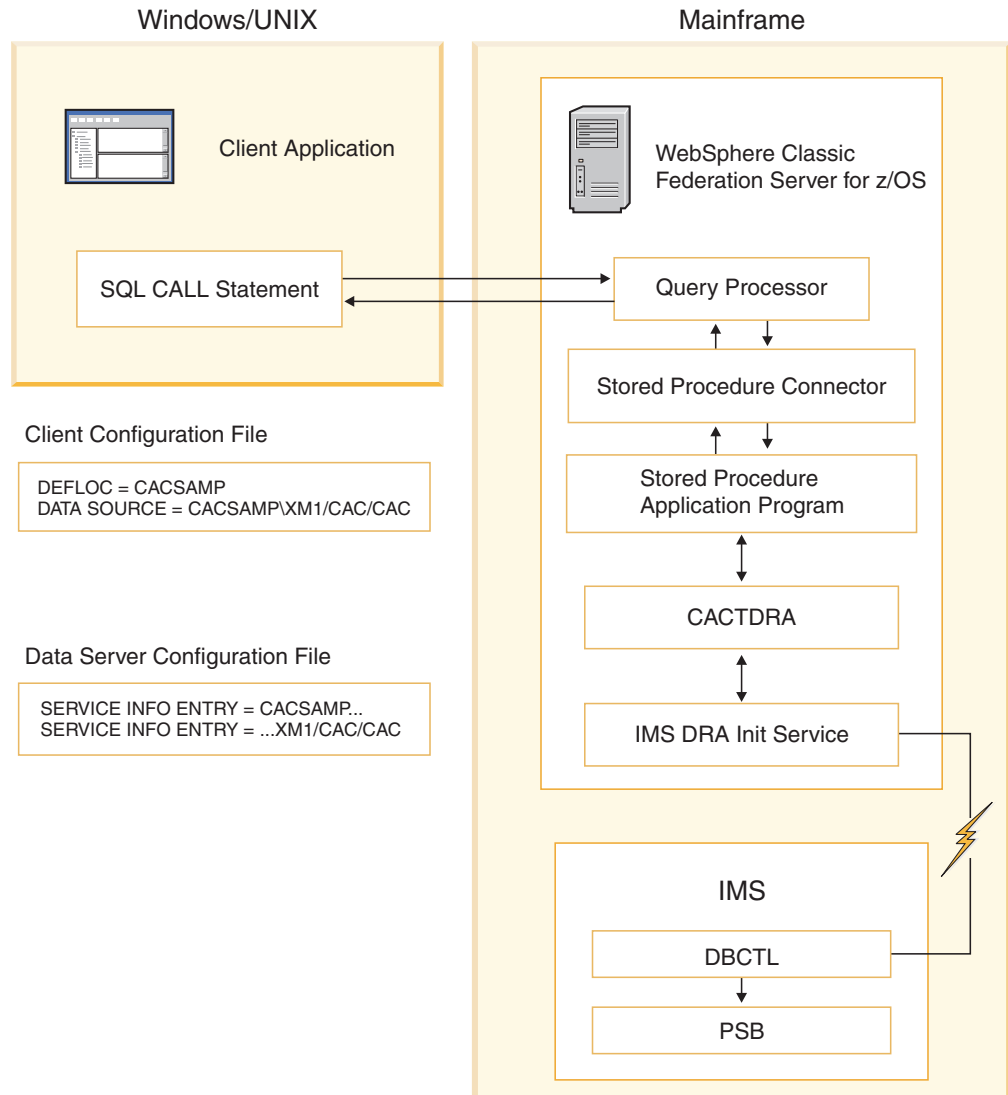 Windows/UNIX
Client Application
SQL CALL Statement
Client Configuration File
DEFLOC = CACSAMP
DATA SOURCE = CACSAMP\XM1/CAC/CAC
Data Server Configuration File
SERVICE INFO ENTRY = CACSAMP...
SERVICE INFO ENTRY = ...XM1/CAC/CAC
Mainframe
WebSphere Classic
Federation Server for z/OS
Query Processor
Stored Procedure Connector
Stored Procedure
Application Program
CACTDRA
IMS DRA Init Service
IMS
DBCTL
PSB